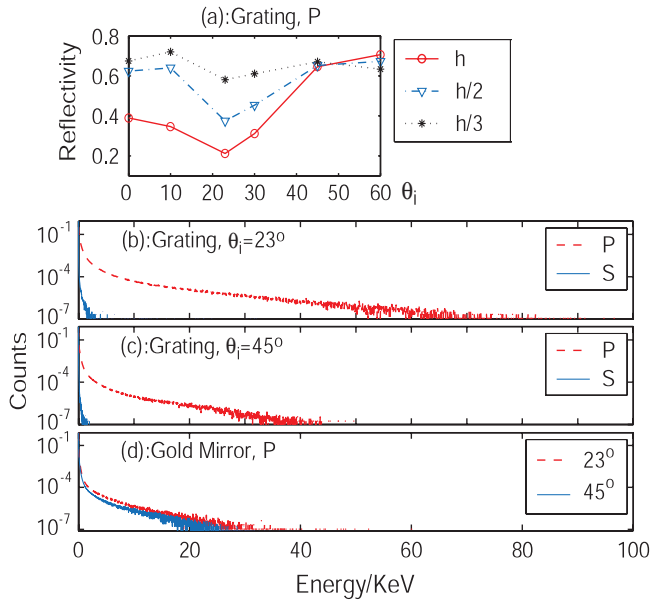 (a):Grating, P
Reflectivity
0.8
0.6
0.4
0.2
0 10 20 30 40 50 60 θi
h
h/2
h/3
Counts
10^-1
10^-4
10^-7
(b):Grating, θi=23°
P
S
10^-1
10^-4
10^-7
(c):Grating, θi=45°
P
S
10^-1
10^-4
10^-7
(d):Gold Mirror, P
23°
45°
0 20 40 60 80 100
Energy/KeV